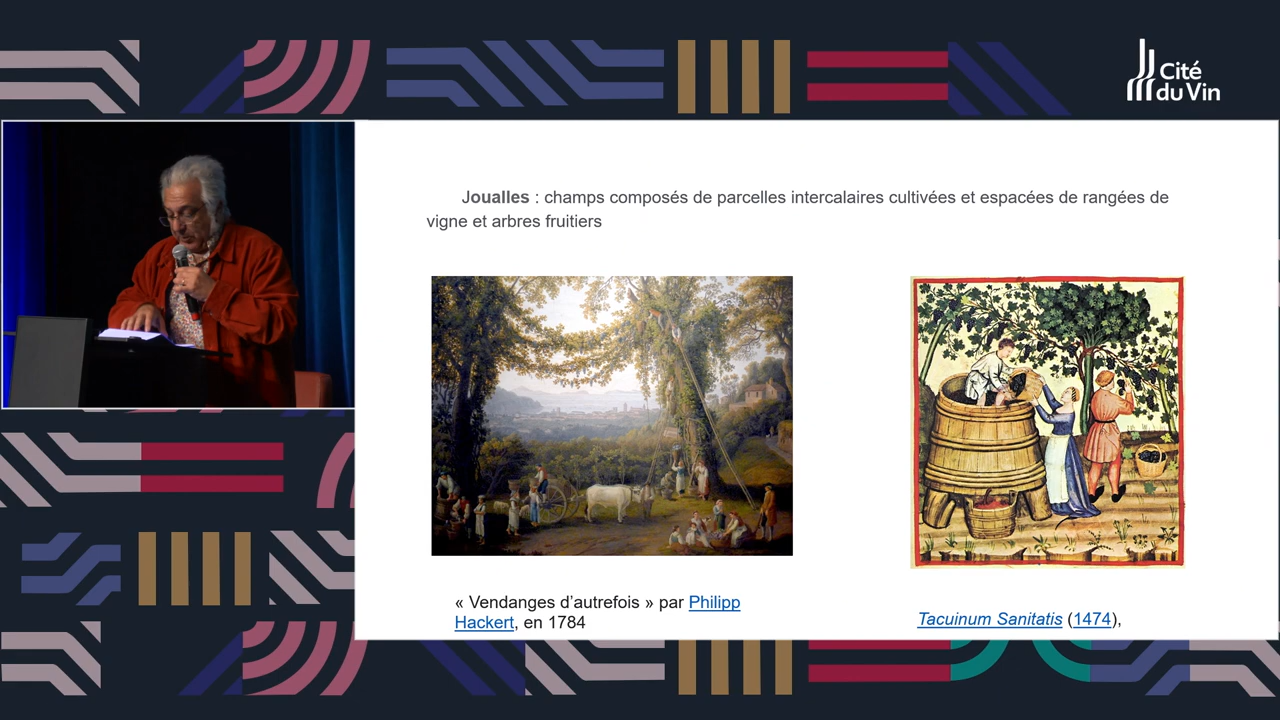 Cité
du Vin
Joualles : champs composés de parcelles intercalaires cultivées et espacées de rangées de
vigne et arbres fruitiers
« Vendanges d’autrefois » par Philipp
Hackert, en 1784
Tacuinum Sanitatis (1474),